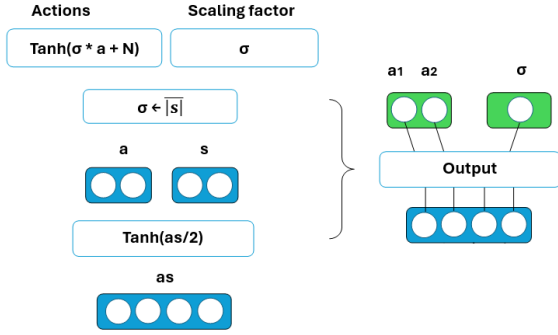 Actions
Scaling factor
Tanh(σ * a + N)
σ
σ ← |s|
a
s
Tanh(as/2)
as
a1
a2
σ
Output